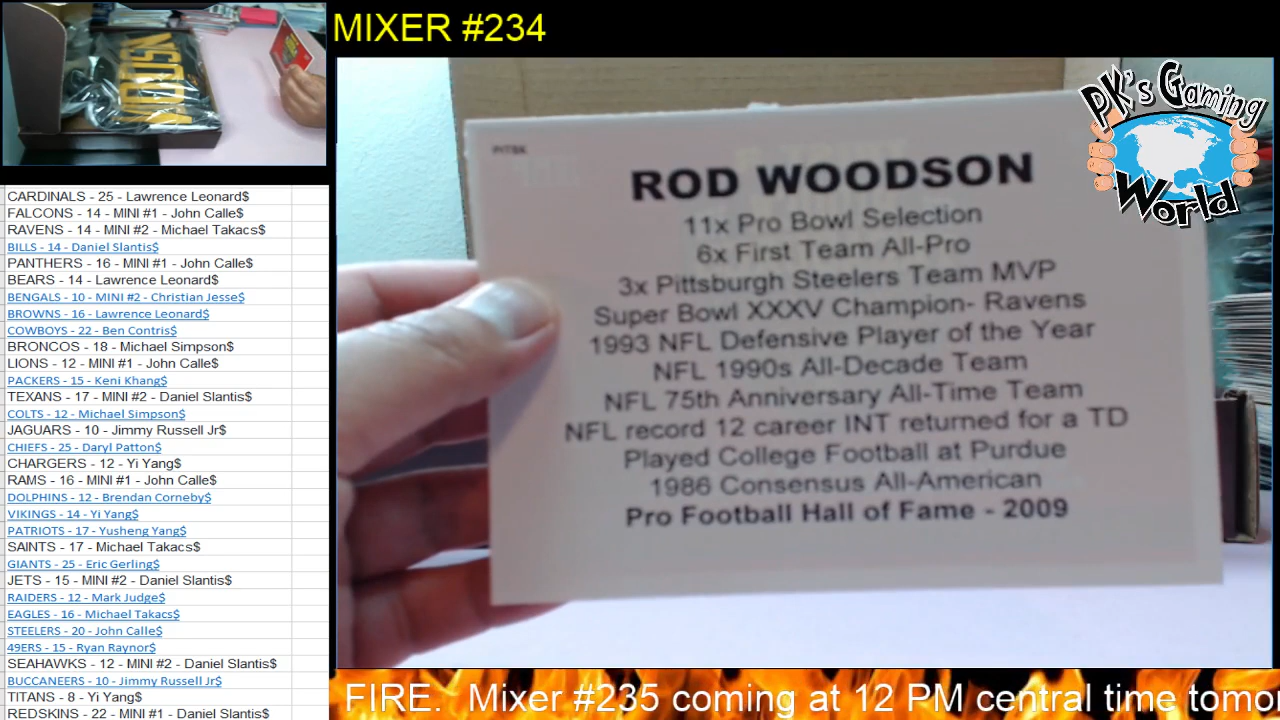 MIXER #234
PK's Gaming
World
CARDINALS - 25 - Lawrence Leonard$
FALCONS - 14 - MINI #1 - John Calle$
RAVENS - 14 - MINI #2 - Michael Takacs$
BILLS - 14 - Daniel Slantis$
PANTHERS - 16 - MINI #1 - John Calle$
BEARS - 14 - Lawrence Leonard$
BENGALS - 10 - MINI #2 - Christian Jesse$
BROWNS - 16 - Lawrence Leonard$
COWBOYS - 22 - Ben Contris$
BRONCOS - 18 - Michael Simpson$
LIONS - 12 - MINI #1 - John Calle$
PACKERS - 15 - Keni Khang$
TEXANS - 17 - MINI #2 - Daniel Slantis$
COLTS - 12 - Michael Simpson$
JAGUARS - 10 - Jimmy Russell Jr$
CHIEFS - 25 - Daryl Patton$
CHARGERS - 12 - Yi Yang$
RAMS - 16 - MINI #1 - John Calle$
DOLPHINS - 12 - Brendan Corneby$
VIKINGS - 14 - Yi Yang$
PATRIOTS - 17 - Yusheng Yang$
SAINTS - 17 - Michael Takacs$
GIANTS - 25 - Eric Gerling$
JETS - 15 - MINI #2 - Daniel Slantis$
RAIDERS - 12 - Mark Judge$
EAGLES - 16 - Michael Takacs$
STEELERS - 20 - John Calle$
49ERS - 15 - Ryan Raynor$
SEAHAWKS - 12 - MINI #2 - Daniel Slantis$
BUCCANEERS - 10 - Jimmy Russell Jr$
TITANS - 8 - Yi Yang$
REDSKINS - 22 - MINI #1 - Daniel Slantis$
ROD WOODSON
11x Pro Bowl Selection
6x First Team All-Pro
3x Pittsburgh Steelers Team MVP
Super Bowl XXXV Champion- Ravens
1993 NFL Defensive Player of the Year
NFL 1990s All-Decade Team
NFL 75th Anniversary All-Time Team
NFL record 12 career INT returned for a TD
Played College Football at Purdue
1986 Consensus All-American
Pro Football Hall of Fame - 2009
FIRE. Mixer #235 coming at 12 PM central time tomo